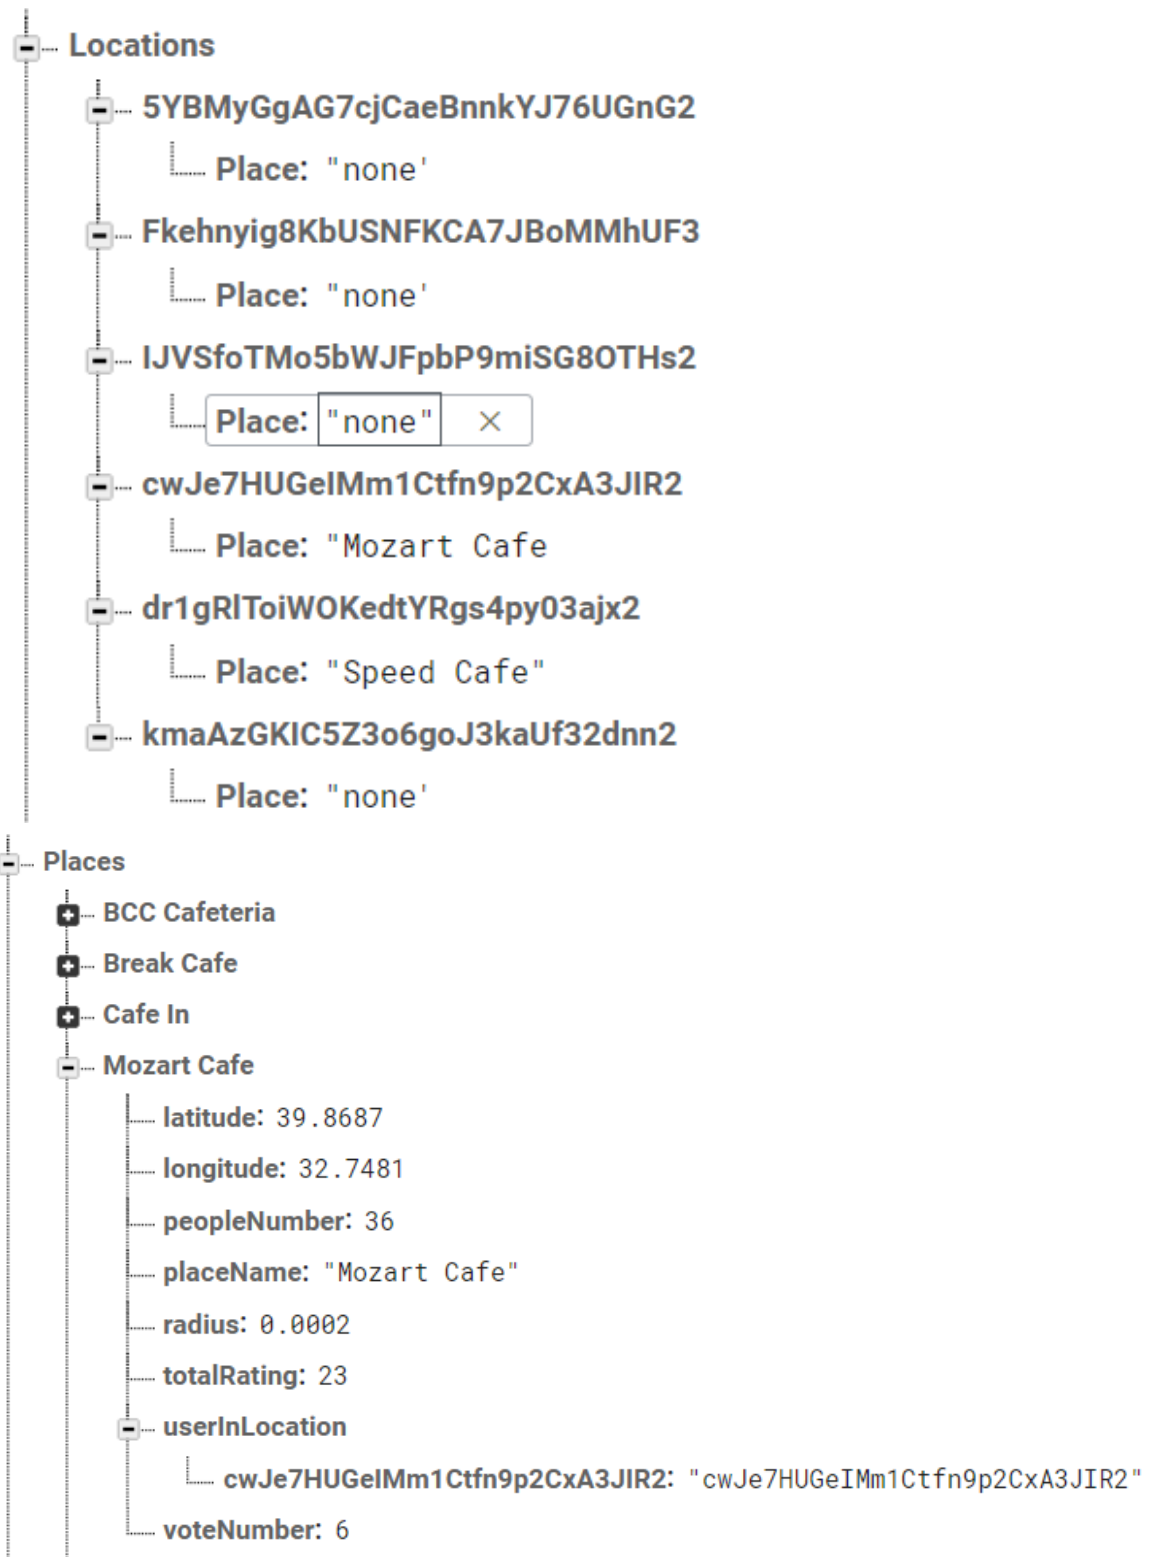 Locations
5YBMyGgAG7cjCaeBnnkYJ76UGnG2
Place: "none'
Fkehnyig8KbUSNFKCA7JBoMMhUF3
Place: "none'
IJVSfoTMo5bWJFpbP9miSG8OTHs2
Place: "none"
cwJe7HUGeIMm1Ctfn9p2CxA3JIR2
Place: "Mozart Cafe
dr1gRlToiWOKedtYRgs4py03ajx2
Place: "Speed Cafe"
kmaAzGKIC5Z3o6goJ3kaUf32dnn2
Place: "none'
Places
BCC Cafeteria
Break Cafe
Cafe In
Mozart Cafe
latitude: 39.8687
longitude: 32.7481
peopleNumber: 36
placeName: "Mozart Cafe"
radius: 0.0002
totalRating: 23
userInLocation
cwJe7HUGeIMm1Ctfn9p2CxA3JIR2: "cwJe7HUGeIMm1Ctfn9p2CxA3JIR2"
voteNumber: 6